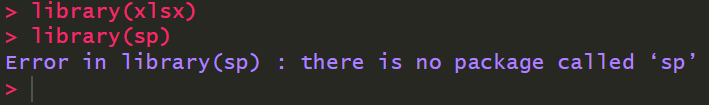 > library(xlsx)
> library(sp)
Error in library(sp) : there is no package called ‘sp’
>